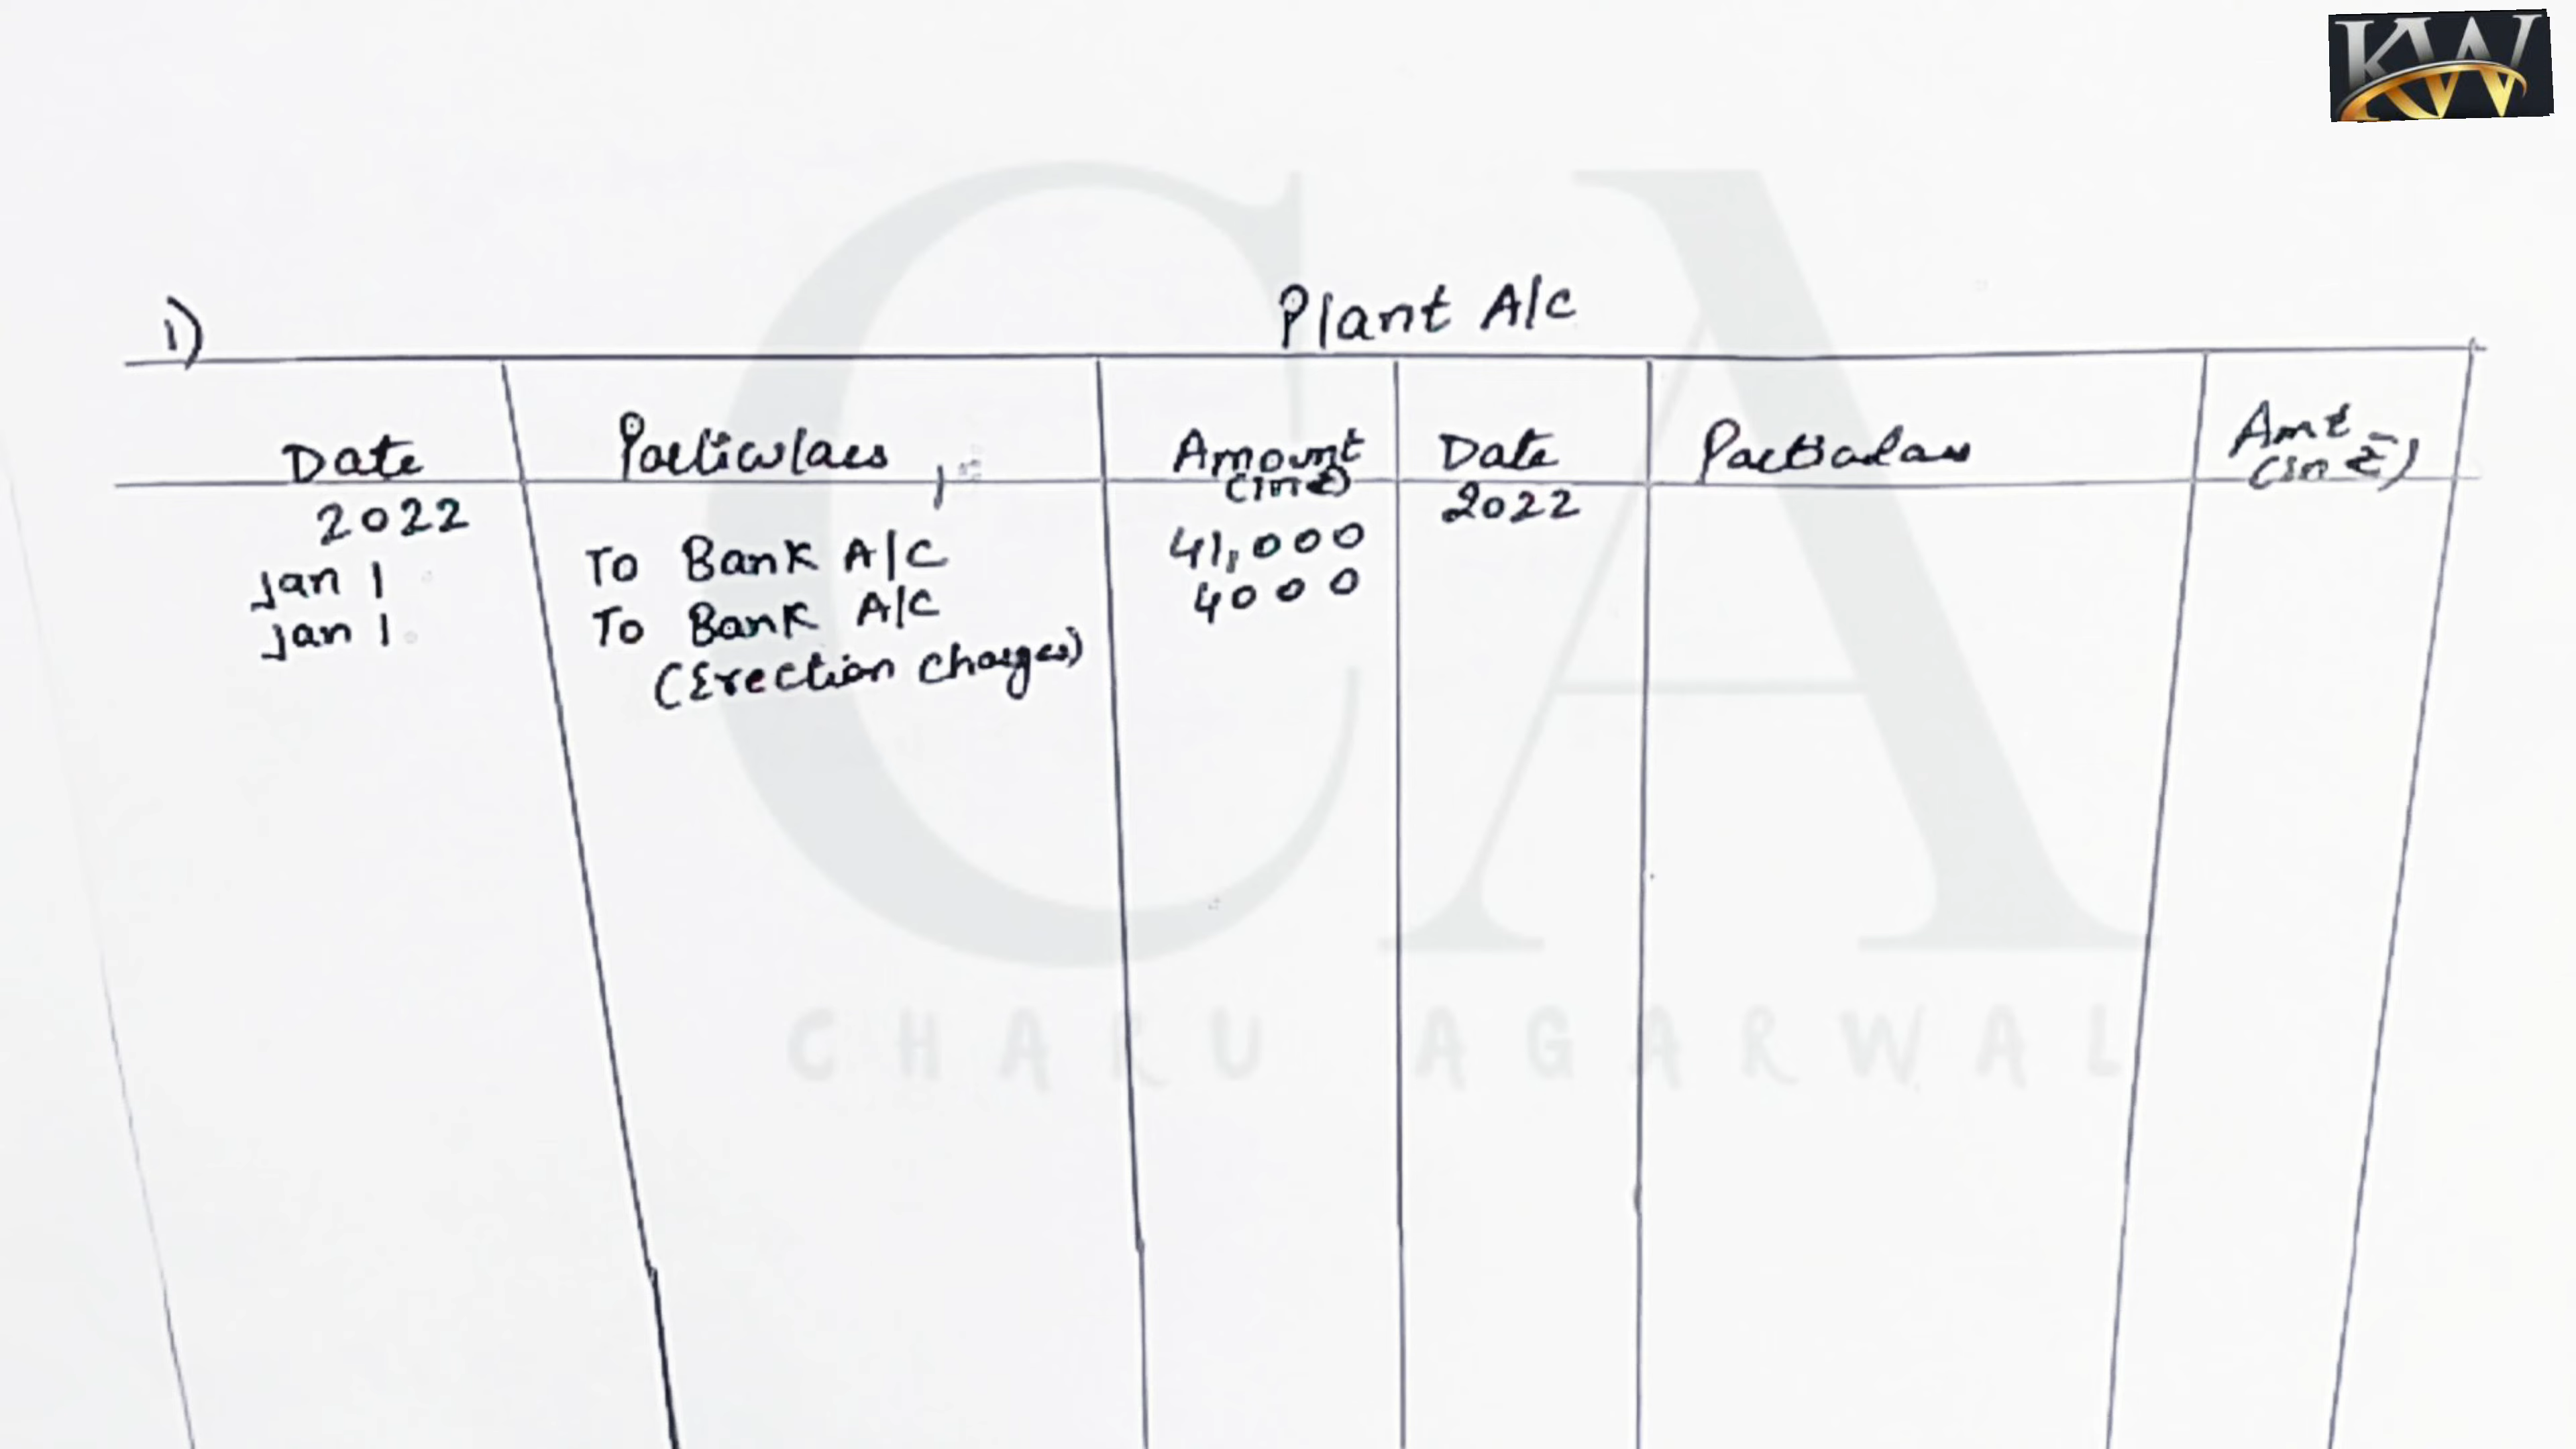 KW
1)
Plant A/C
Date Particulars Amount (in ₹) Date Particulars Amt (in ₹)
2022 2022
Jan 1 To Bank A/C 41,000
Jan 1 To Bank A/C 4000
(Erection charges)
CA
CHARU AGARWAL